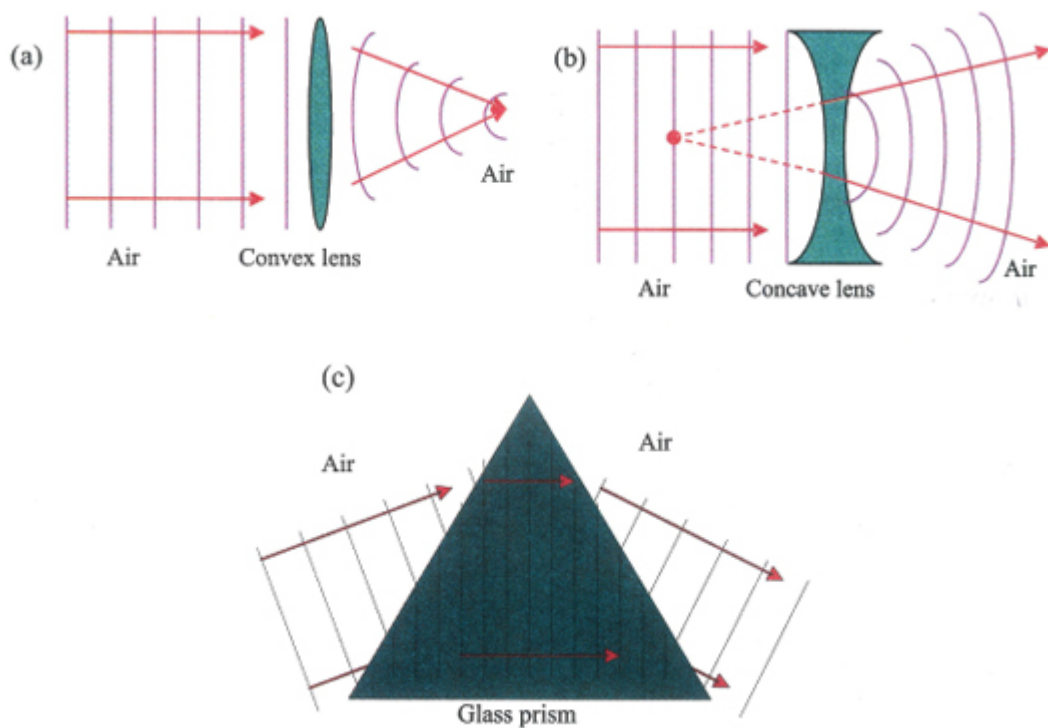 (a)
Air
Convex lens
Air
(b)
Air
Concave lens
Air
(c)
Air
Air
Glass prism